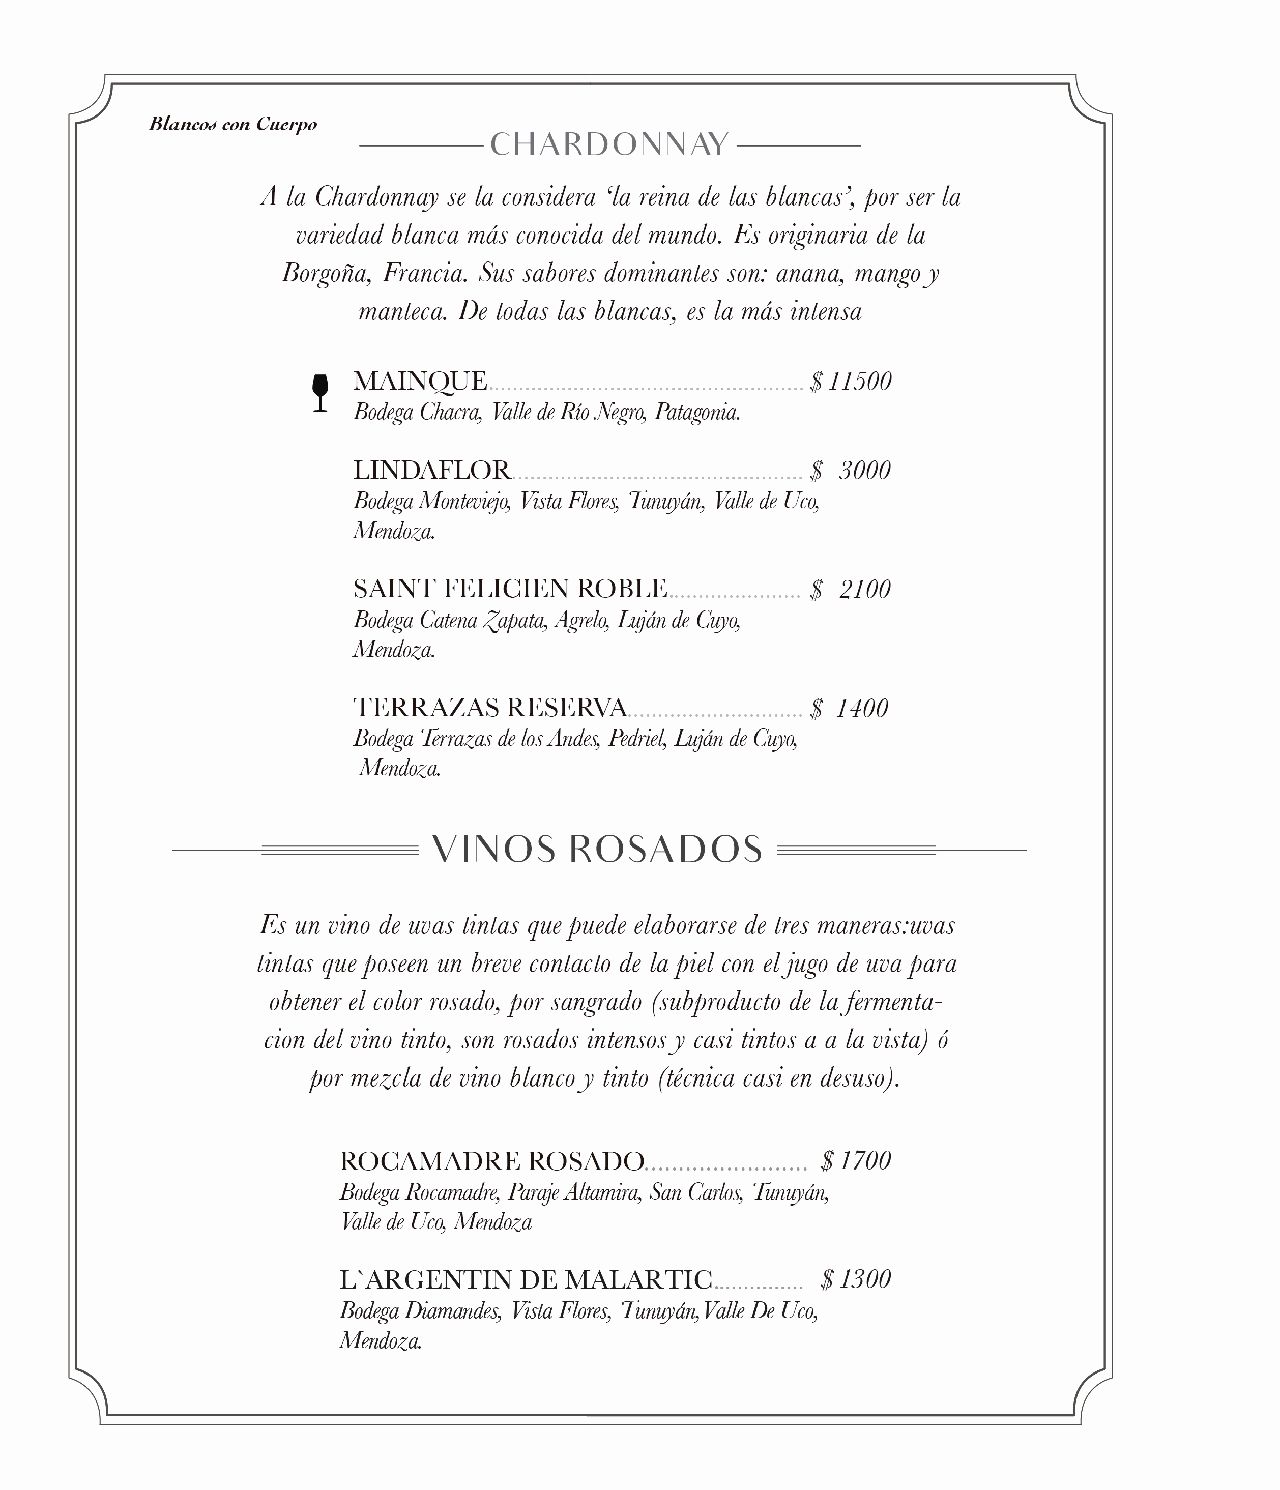 Blancos con Cuerpo
CHARDONNAY
A la Chardonnay se la considera ‘la reina de las blancas’, por ser la
variedad blanca más conocida del mundo. Es originaria de la
Borgoña, Francia. Sus sabores dominantes son: anana, mango y
manteca. De todas las blancas, es la más intensa
MAINQUE................................................... $ 11500
Bodega Chacra, Valle de Río Negro, Patagonia.
LINDAFLOR............................................... $ 3000
Bodega Monteviejo, Vista Flores, Tunuyán, Valle de Uco,
Mendoza.
SAINT FELICIEN ROBLE...................... $ 2100
Bodega Catena Zapata, Agrelo, Luján de Cuyo,
Mendoza.
TERRAZAS RESERVA............................. $ 1400
Bodega Terrazas de los Andes, Pedriel, Luján de Cuyo,
Mendoza.
VINOS ROSADOS
Es un vino de uvas tintas que puede elaborarse de tres maneras:uvas
tintas que poseen un breve contacto de la piel con el jugo de uva para
obtener el color rosado, por sangrado (subproducto de la fermenta-
cion del vino tinto, son rosados intensos y casi tintos a a la vista) ó
por mezcla de vino blanco y tinto (técnica casi en desuso).
ROCAMADRE ROSADO........................ $ 1700
Bodega Rocamadre, Paraje Altamira, San Carlos, Tunuyán,
Valle de Uco, Mendoza
L`ARGENTIN DE MALARTIC............... $ 1300
Bodega Diamandes, Vista Flores, Tunuyán,Valle De Uco,
Mendoza.